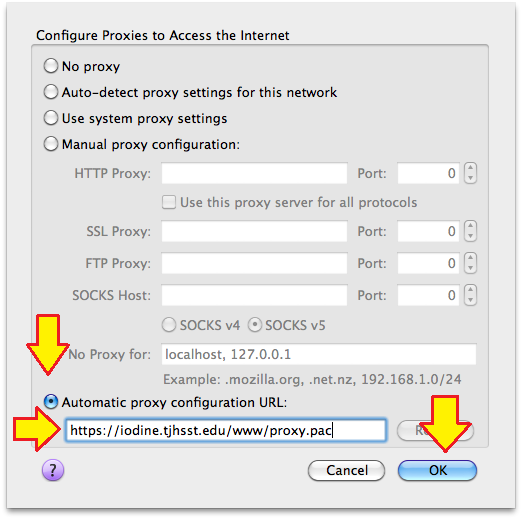 Configure Proxies to Access the Internet
No proxy
Auto-detect proxy settings for this network
Use system proxy settings
Manual proxy configuration:
HTTP Proxy: Port: 0
Use this proxy server for all protocols
SSL Proxy: Port: 0
FTP Proxy: Port: 0
SOCKS Host: Port: 0
SOCKS v4 SOCKS v5
No Proxy for: localhost, 127.0.0.1
Example: .mozilla.org, .net.nz, 192.168.1.0/24
Automatic proxy configuration URL:
https://iodine.tjhsst.edu/www/proxy.pac
? Cancel OK